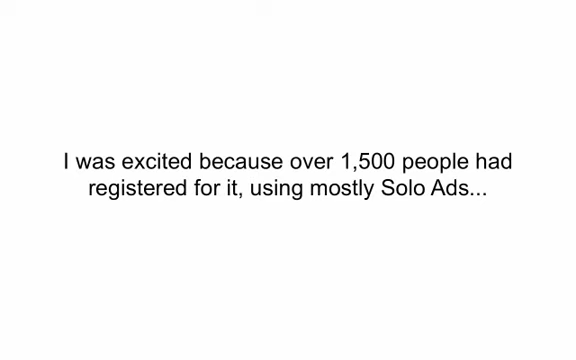 I was excited because over 1,500 people had
registered for it, using mostly Solo Ads...